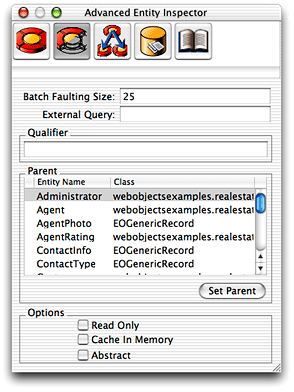 Advanced Entity Inspector
Batch Faulting Size: 25
External Query:
Qualifier
Parent
Entity Name Class
Administrator webobjectsexamples.realestat
Agent webobjectsexamples.realestat
AgentPhoto EOGenericRecord
AgentRating webobjectsexamples.realestat
ContactInfo EOGenericRecord
ContactType EOGenericRecord
Set Parent
Options
Read Only
Cache In Memory
Abstract